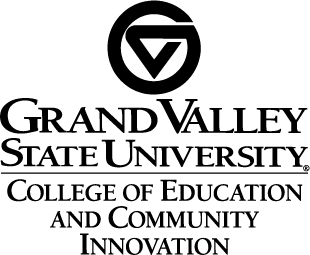 GRAND VALLEY
STATE UNIVERSITY®
COLLEGE OF EDUCATION
AND COMMUNITY
INNOVATION